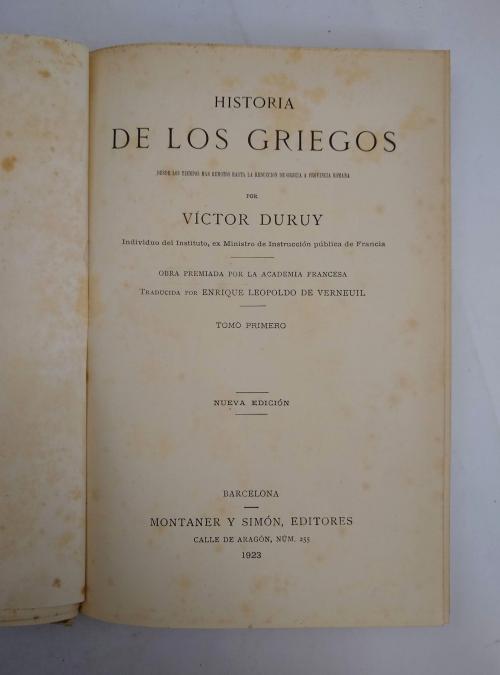 HISTORIA
DE LOS GRIEGOS
DESDE LOS TIEMPOS MÁS REMOTOS HASTA LA REDUCCIÓN DE GRECIA A PROVINCIA ROMANA
POR
VÍCTOR DURUY
Individuo del Instituto, ex Ministro de Instrucción pública de Francia
OBRA PREMIADA POR LA ACADEMIA FRANCESA
TRADUCIDA POR ENRIQUE LEOPOLDO DE VERNEUIL
TOMO PRIMERO
NUEVA EDICIÓN
BARCELONA
MONTANER Y SIMÓN, EDITORES
CALLE DE ARAGÓN, NÚM. 255
1923